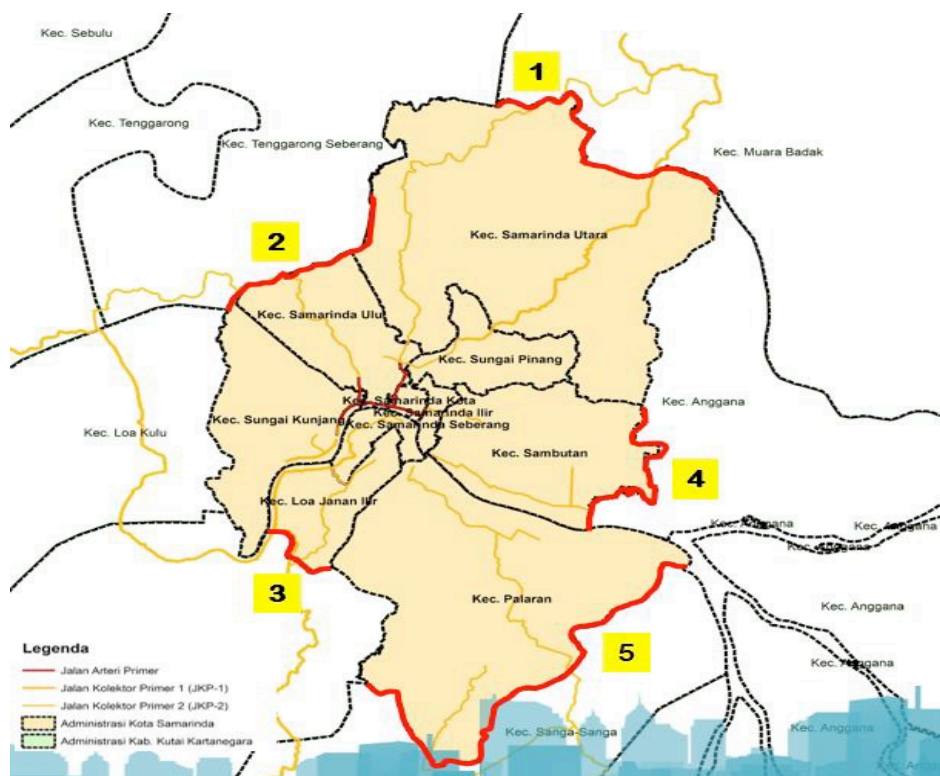 1
Kec. Sebulu
Kec. Tenggarong
Kec. Tenggarong Seberang
Kec. Muara Badak
2
Kec. Samarinda Utara
Kec. Samarinda Ulu
Kec. Sungai Pinang
Kec. Samarinda Kota
Kec. Anggana
Kec. Samarinda Ilir
Kec. Sungai Kunjang
Kec. Samarinda Seberang
Kec. Loa Kulu
Kec. Sambutan
4
Kec. Loa Janan Ilir
Kec. Anggana
Kec. Anggana
Kec. Anggana
3
Kec. Palaran
Kec. Anggana
5
Kec. Anggana
Legenda
Jalan Arteri Primer
Jalan Kolektor Primer 1 (JKP-1)
Jalan Kolektor Primer 2 (JKP-2)
Administrasi Kota Samarinda
Administrasi Kab. Kutai Kartanegara
Kec. Sanga-Sanga
Kec. Anggana